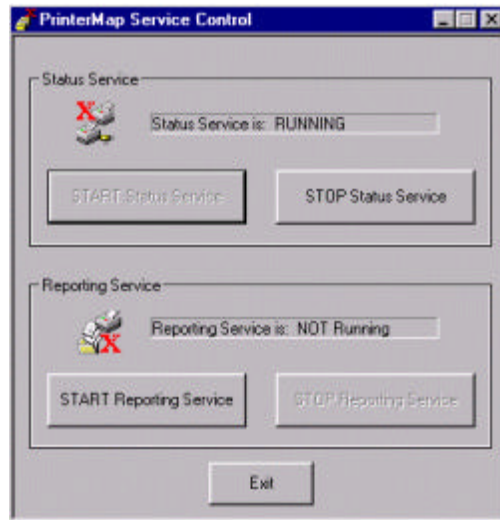 PrinterMap Service Control
Status Service
Status Service is: RUNNING
START Status Service
STOP Status Service
Reporting Service
Reporting Service is: NOT Running
START Reporting Service
STOP Reporting Service
Exit